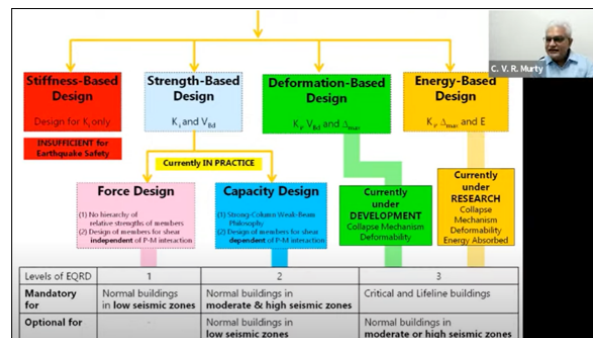 C. V. R. Murty
Stiffness-Based
Design
Design for Ki only
INSUFFICIENT for
Earthquake Safety
Strength-Based
Design
Ki and VBd
Deformation-Based
Design
Ki, VBd and Δmax
Energy-Based
Design
Ki, Δmax and E
Currently IN PRACTICE
Force Design
(1) No hierarchy of
relative strengths of members
(2) Design of members for shear
independent of P-M interaction
Capacity Design
(1) Strong-Column Weak-Beam
Philosophy
(2) Design of members for shear
dependent of P-M interaction
Currently
under
DEVELOPMENT
Collapse Mechanism
Deformability
Currently
under
RESEARCH
Collapse
Mechanism
Deformability
Energy Absorbed
Levels of EQRD 1 2 3
Mandatory
for
Normal buildings
in low seismic zones
Normal buildings in
moderate & high seismic zones
Critical and Lifeline buildings
Optional for - Normal buildings in
low seismic zones
Normal buildings in
moderate or high seismic zones